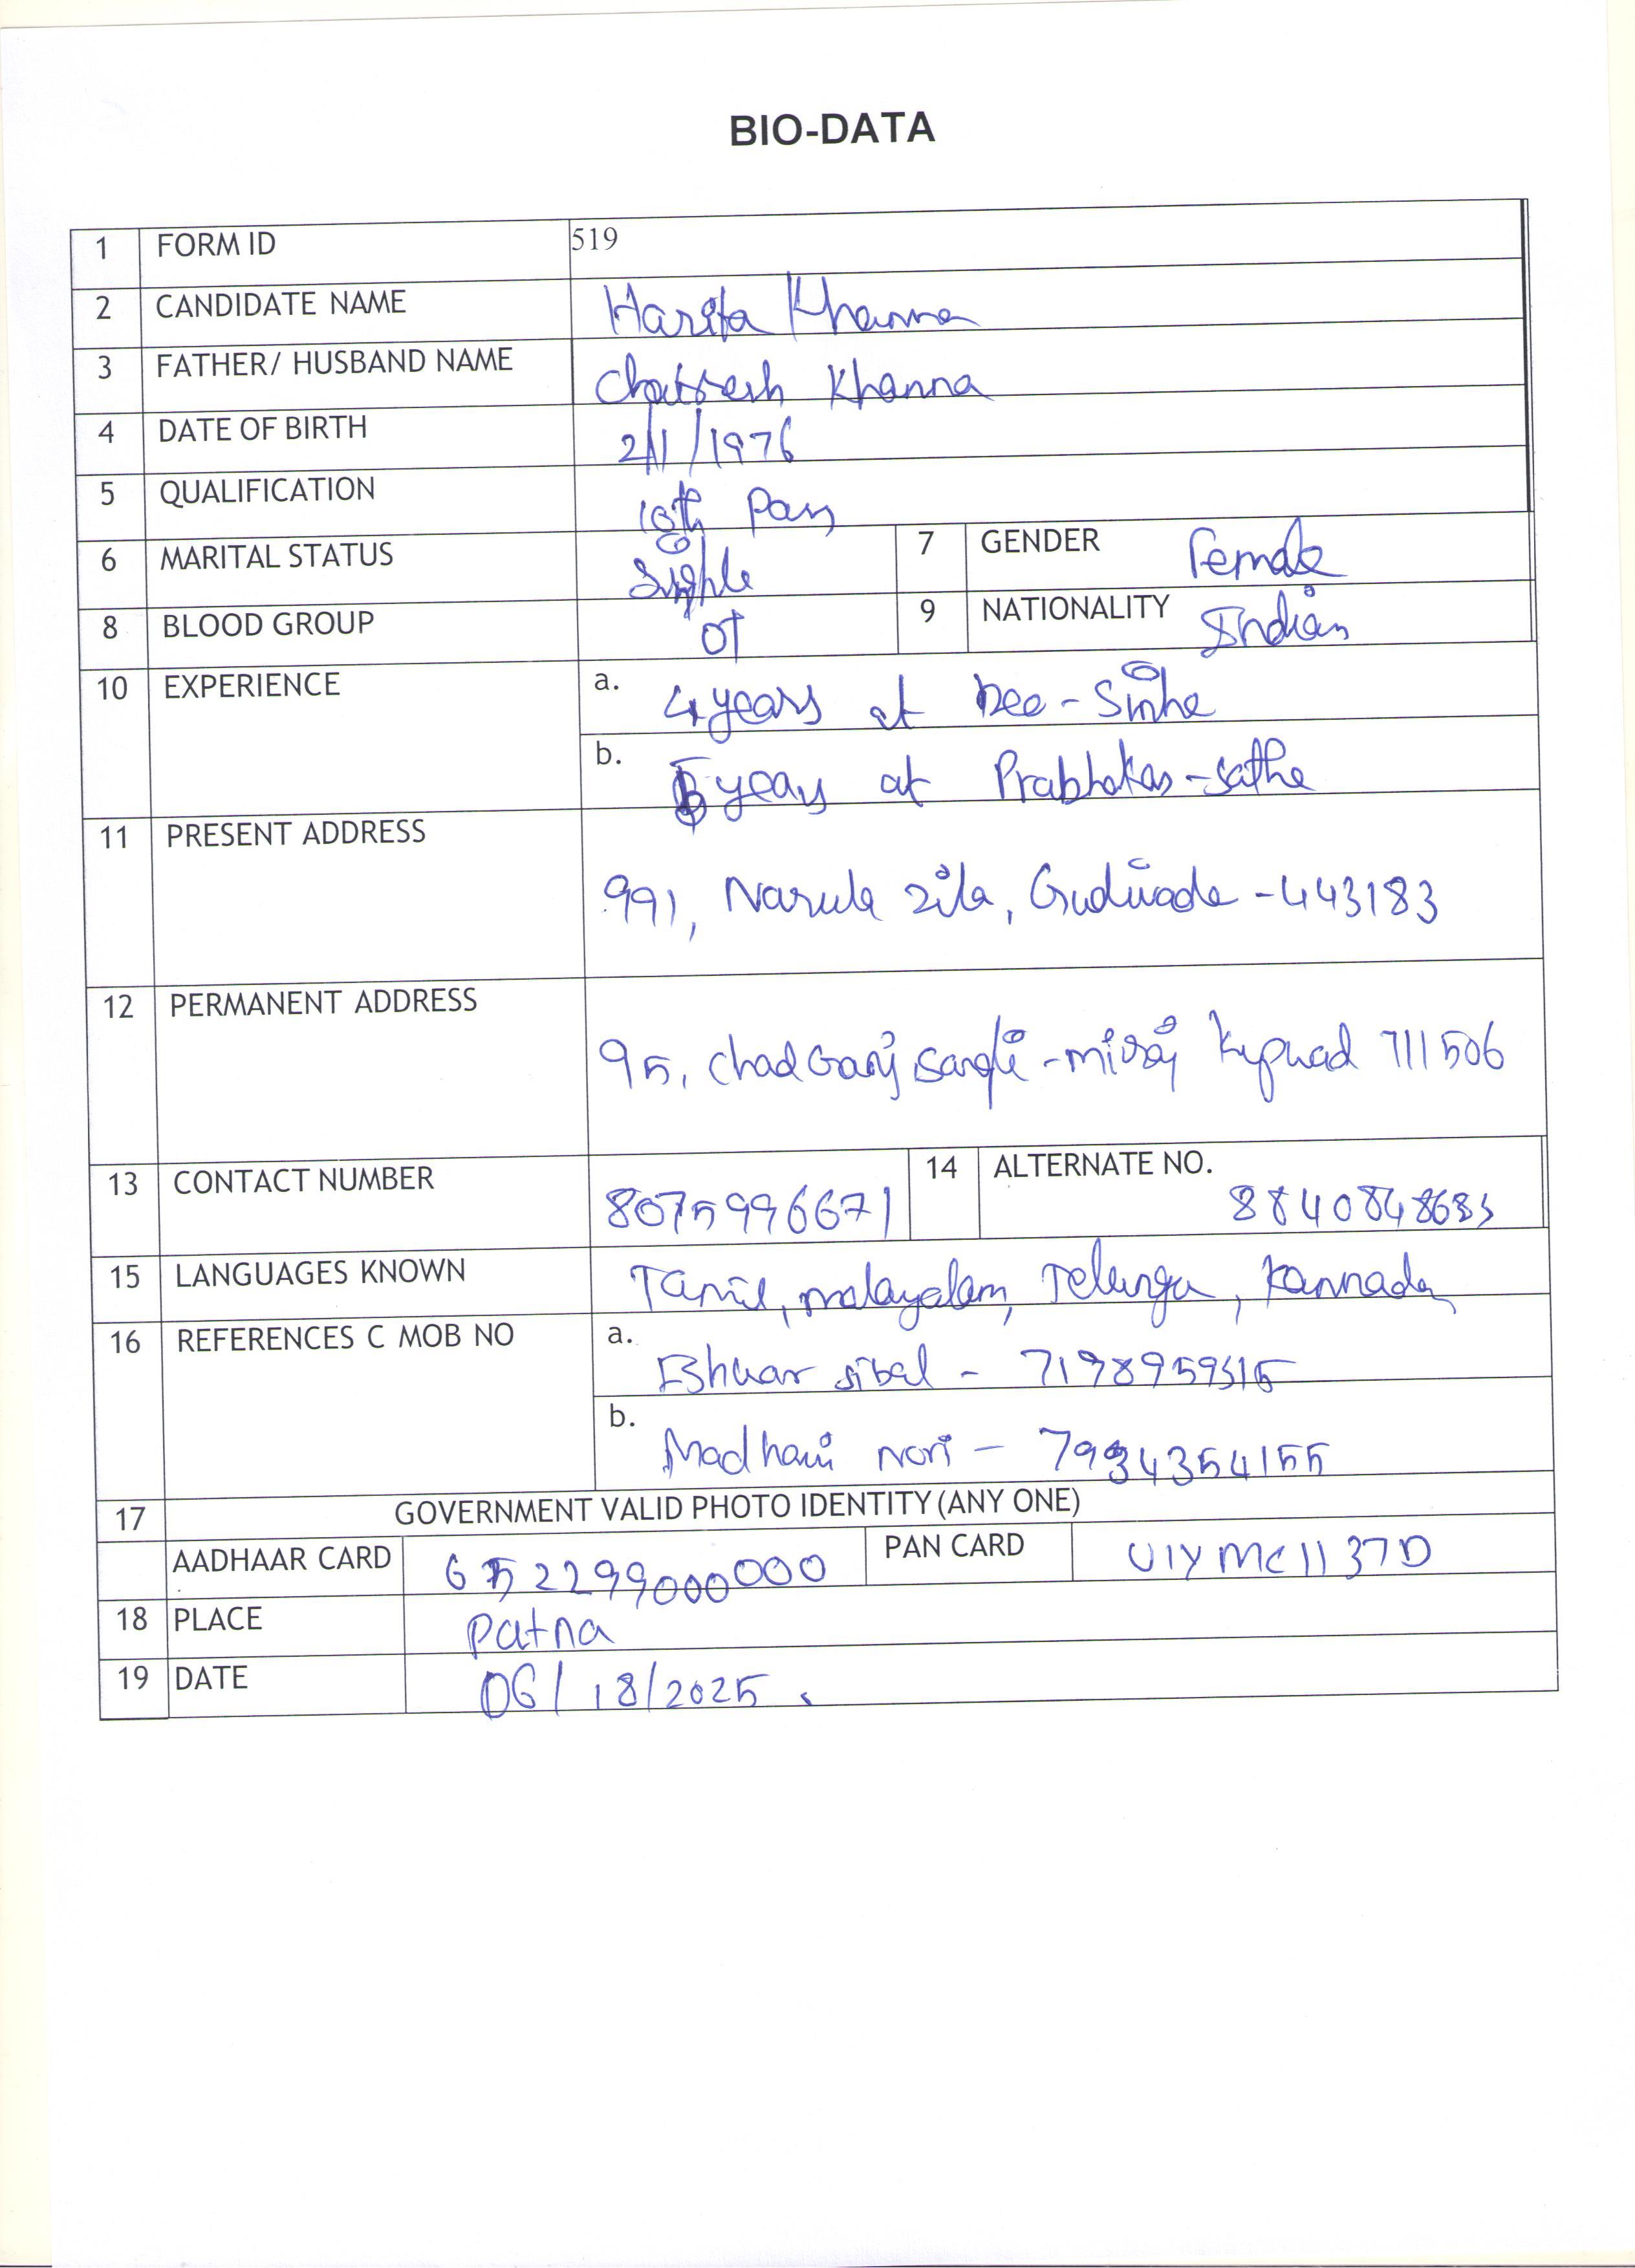 BIO-DATA
1 FORM ID 519
2 CANDIDATE NAME Harita Khanna
3 FATHER/ HUSBAND NAME Chatresh Khanna
4 DATE OF BIRTH 2/1/1976
5 QUALIFICATION 10th Pass
6 MARITAL STATUS Single 7 GENDER Female
8 BLOOD GROUP O+ 9 NATIONALITY Indian
10 EXPERIENCE a. 4 years at Dee-Sinha
b. 5 years at Prabhakar-Sathe
11 PRESENT ADDRESS
991, Narula Zila, Gudivada - 443183
12 PERMANENT ADDRESS
95, Chad Ganj Sangli-miraj Kupwad 711506
13 CONTACT NUMBER 8075996671 14 ALTERNATE NO. 8840848683
15 LANGUAGES KNOWN Tamil, malayalam, Telungu, Kannada
16 REFERENCES C MOB NO a. Eshwar sibal - 7198959315
b. Madhavi Nori - 7934354155
17 GOVERNMENT VALID PHOTO IDENTITY (ANY ONE)
AADHAAR CARD 652299000000 PAN CARD UIYMC1137D
18 PLACE Patna
19 DATE 06/18/2025.